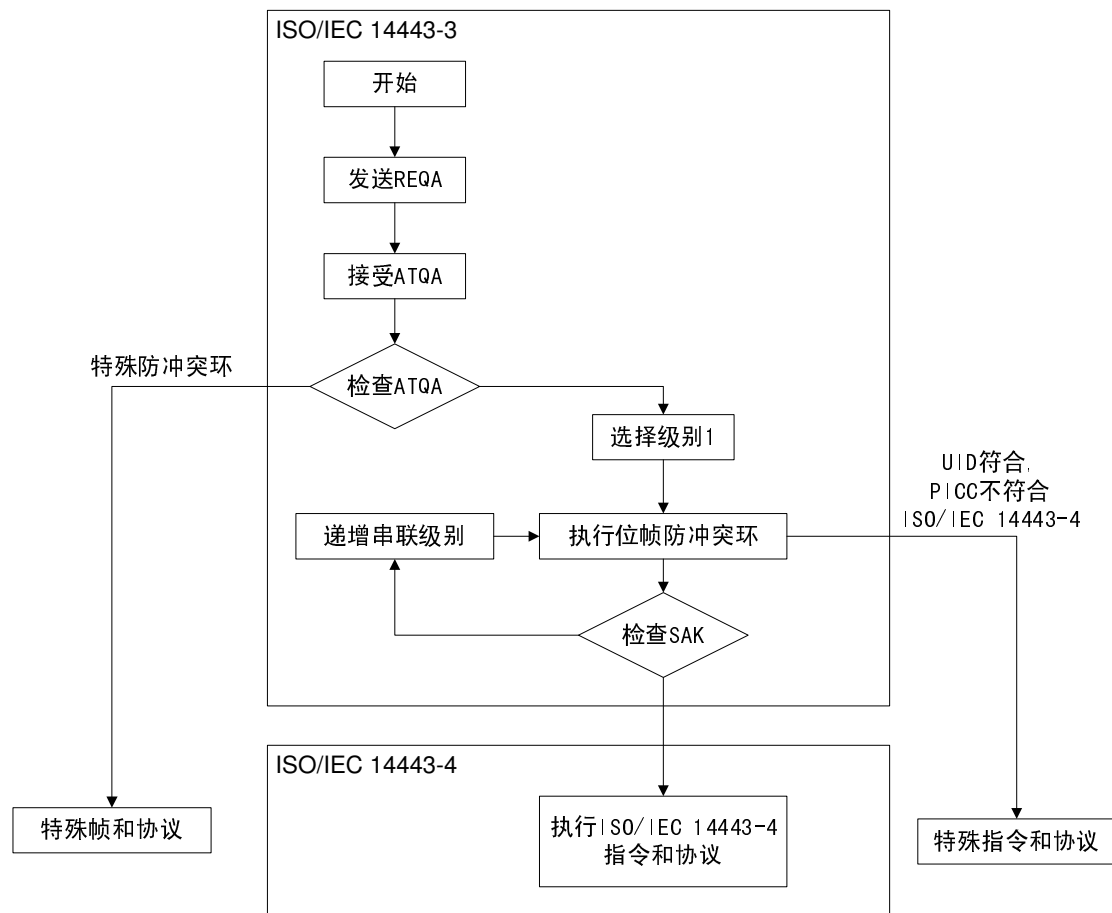 ISO/IEC 14443-3
开始
发送REQA
接受ATQA
特殊防冲突环
检查ATQA
选择级别1
UID符合,
PICC不符合
ISO/IEC 14443-4
递增串联级别
执行位帧防冲突环
检查SAK
ISO/IEC 14443-4
特殊帧和协议
执行ISO/IEC 14443-4
指令和协议
特殊指令和协议